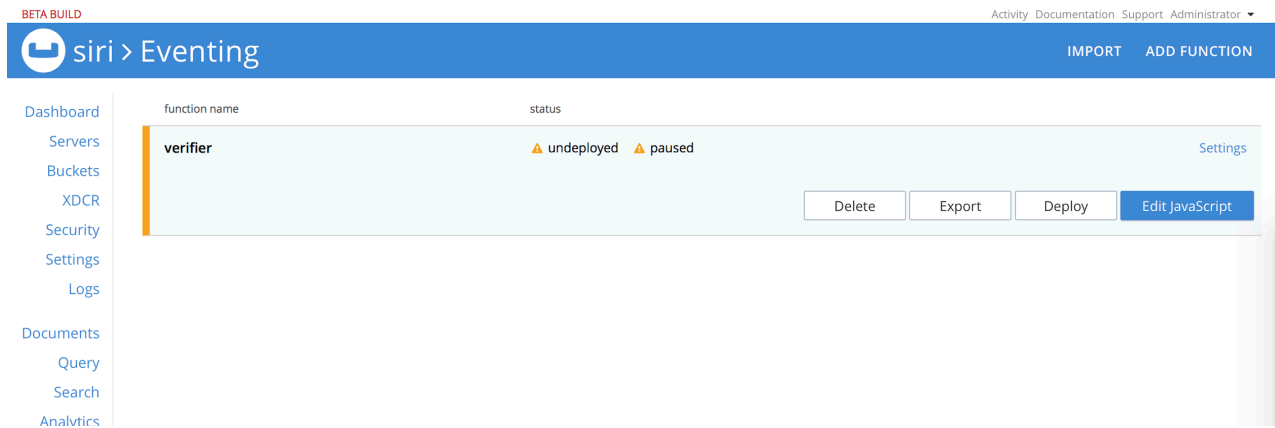 BETA BUILD
Activity Documentation Support Administrator
siri > Eventing
IMPORT ADD FUNCTION
Dashboard
Servers
Buckets
XDCR
Security
Settings
Logs
Documents
Query
Search
Analytics
function name status
verifier undeployed paused Settings
Delete Export Deploy Edit JavaScript